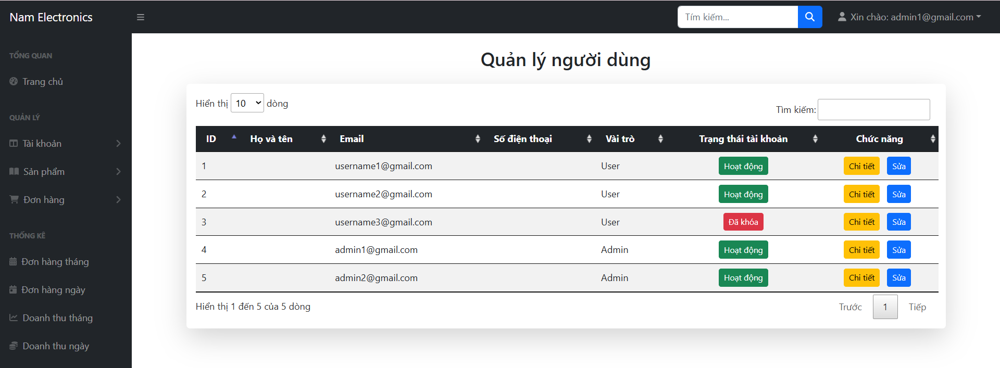 Nam Electronics
Tím kiếm...
Xin chào: admin1@gmail.com
TỔNG QUAN
Trang chủ
QUẢN LÝ
Tài khoản
Sản phẩm
Đơn hàng
THỐNG KÊ
Đơn hàng tháng
Đơn hàng ngày
Doanh thu tháng
Doanh thu ngày
Quản lý người dùng
Hiển thị 10 dòng
Tìm kiếm:
ID Họ và tên Email Số điện thoại Vài trò Trạng thái tài khoản Chức năng
1 username1@gmail.com User Hoạt động Chi tiết Sửa
2 username2@gmail.com User Hoạt động Chi tiết Sửa
3 username3@gmail.com User Đã khóa Chi tiết Sửa
4 admin1@gmail.com Admin Hoạt động Chi tiết Sửa
5 admin2@gmail.com Admin Hoạt động Chi tiết Sửa
Hiển thị 1 đến 5 của 5 dòng
Trước 1 Tiếp